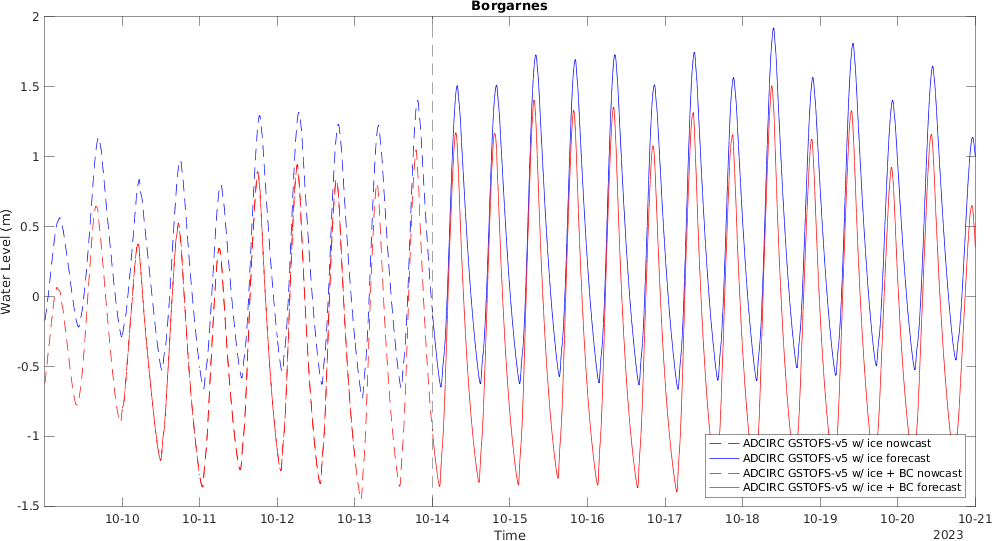 Borgarnes
2
1.5
1
0.5
0
-0.5
-1
-1.5
Water Level (m)
ADCIRC GSTOFS-v5 w/ ice nowcast
ADCIRC GSTOFS-v5 w/ ice forecast
ADCIRC GSTOFS-v5 w/ ice + BC nowcast
ADCIRC GSTOFS-v5 w/ ice + BC forecast
10-10 10-11 10-12 10-13 10-14 10-15 10-16 10-17 10-18 10-19 10-20 10-21
Time
2023